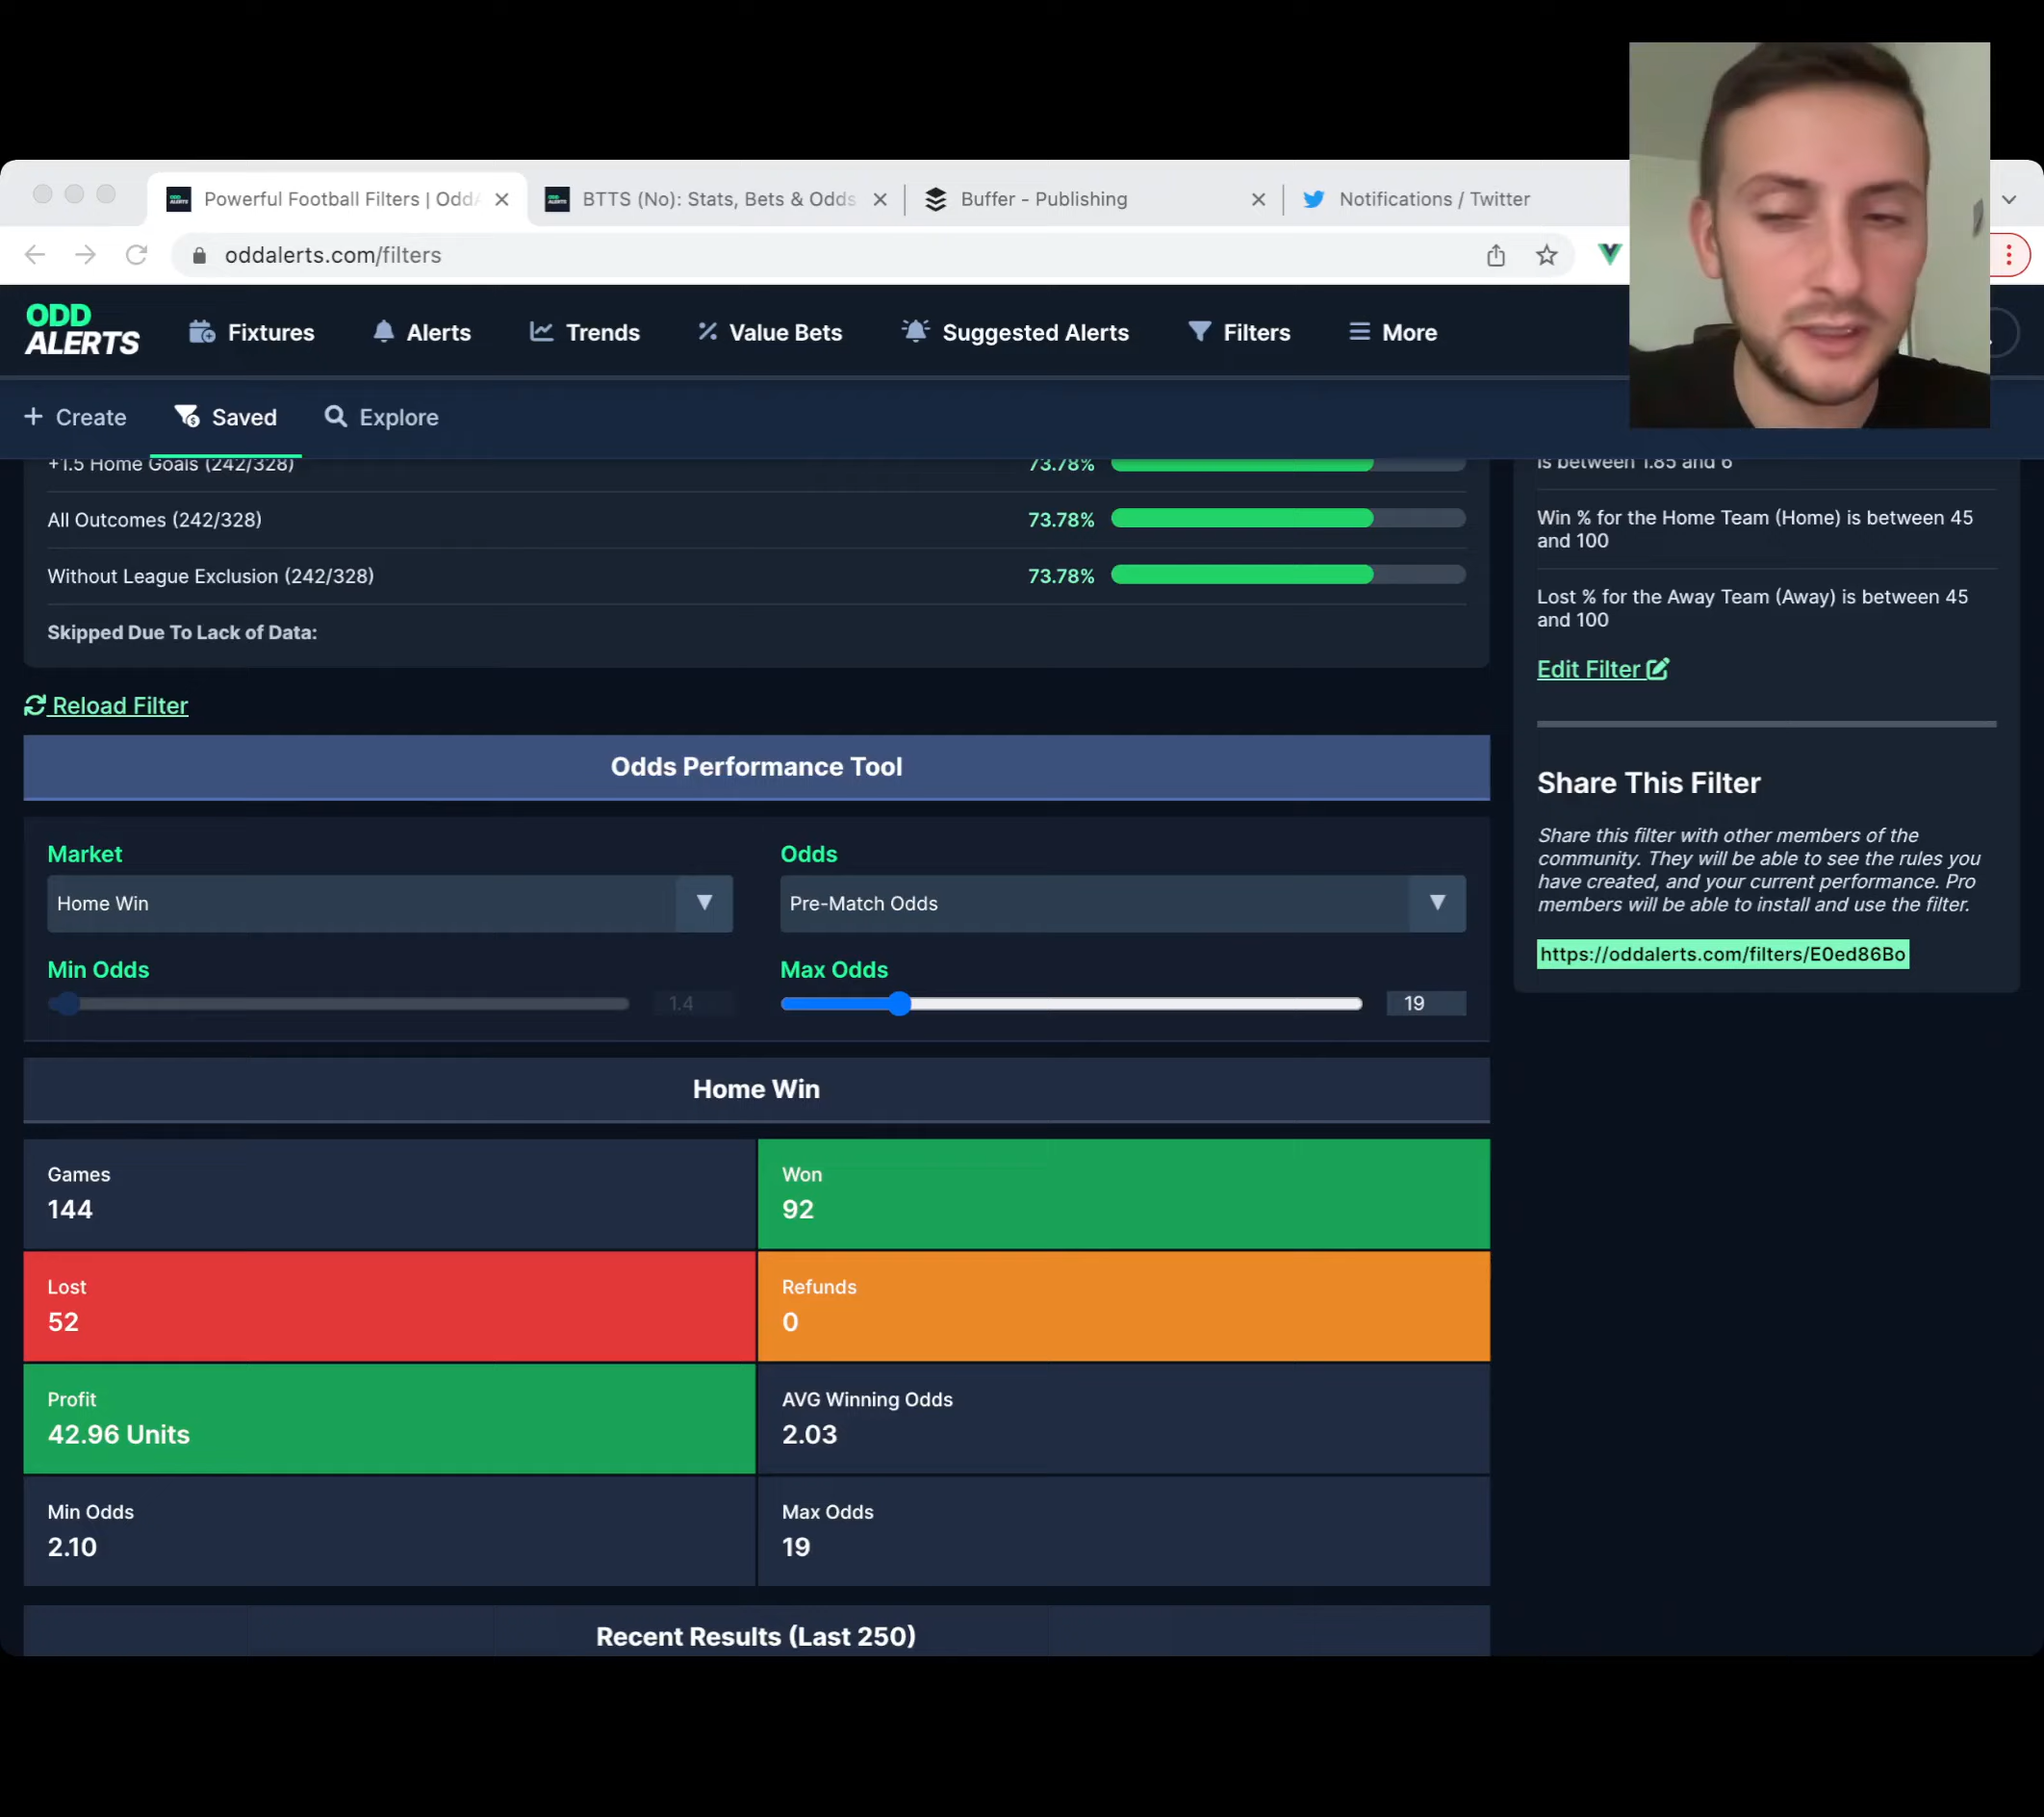 Powerful Football Filters | OddA
BTTS (No): Stats, Bets & Odds
Buffer - Publishing
Notifications / Twitter
oddalerts.com/filters
ODD
ALERTS
Fixtures
Alerts
Trends
Value Bets
Suggested Alerts
Filters
More
Create
Saved
Explore
+1.5 Home Goals (242/328)
73.78%
All Outcomes (242/328)
73.78%
Without League Exclusion (242/328)
73.78%
Skipped Due To Lack of Data:
is between 1.85 and 6
Win % for the Home Team (Home) is between 45
and 100
Lost % for the Away Team (Away) is between 45
and 100
Edit Filter
Reload Filter
Odds Performance Tool
Market
Odds
Home Win
Pre-Match Odds
Min Odds
Max Odds
1.4
19
Share This Filter
Share this filter with other members of the
community. They will be able to see the rules you
have created, and your current performance. Pro
members will be able to install and use the filter.
https://oddalerts.com/filters/E0ed86Bo
Home Win
Games
144
Won
92
Lost
52
Refunds
0
Profit
42.96 Units
AVG Winning Odds
2.03
Min Odds
2.10
Max Odds
19
Recent Results (Last 250)